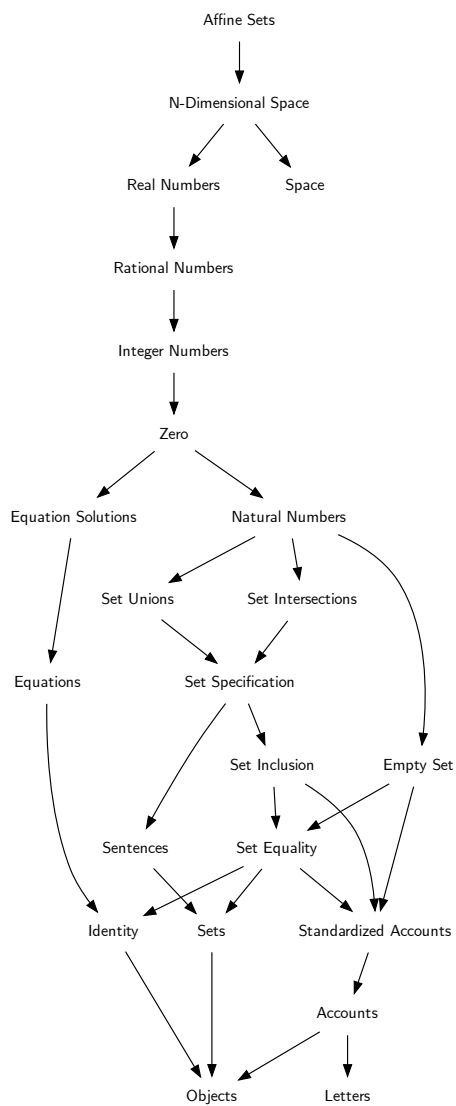 Affine Sets
N-Dimensional Space
Real Numbers
Space
Rational Numbers
Integer Numbers
Zero
Equation Solutions
Natural Numbers
Set Unions
Set Intersections
Equations
Set Specification
Set Inclusion
Empty Set
Sentences
Set Equality
Identity
Sets
Standardized Accounts
Accounts
Objects
Letters